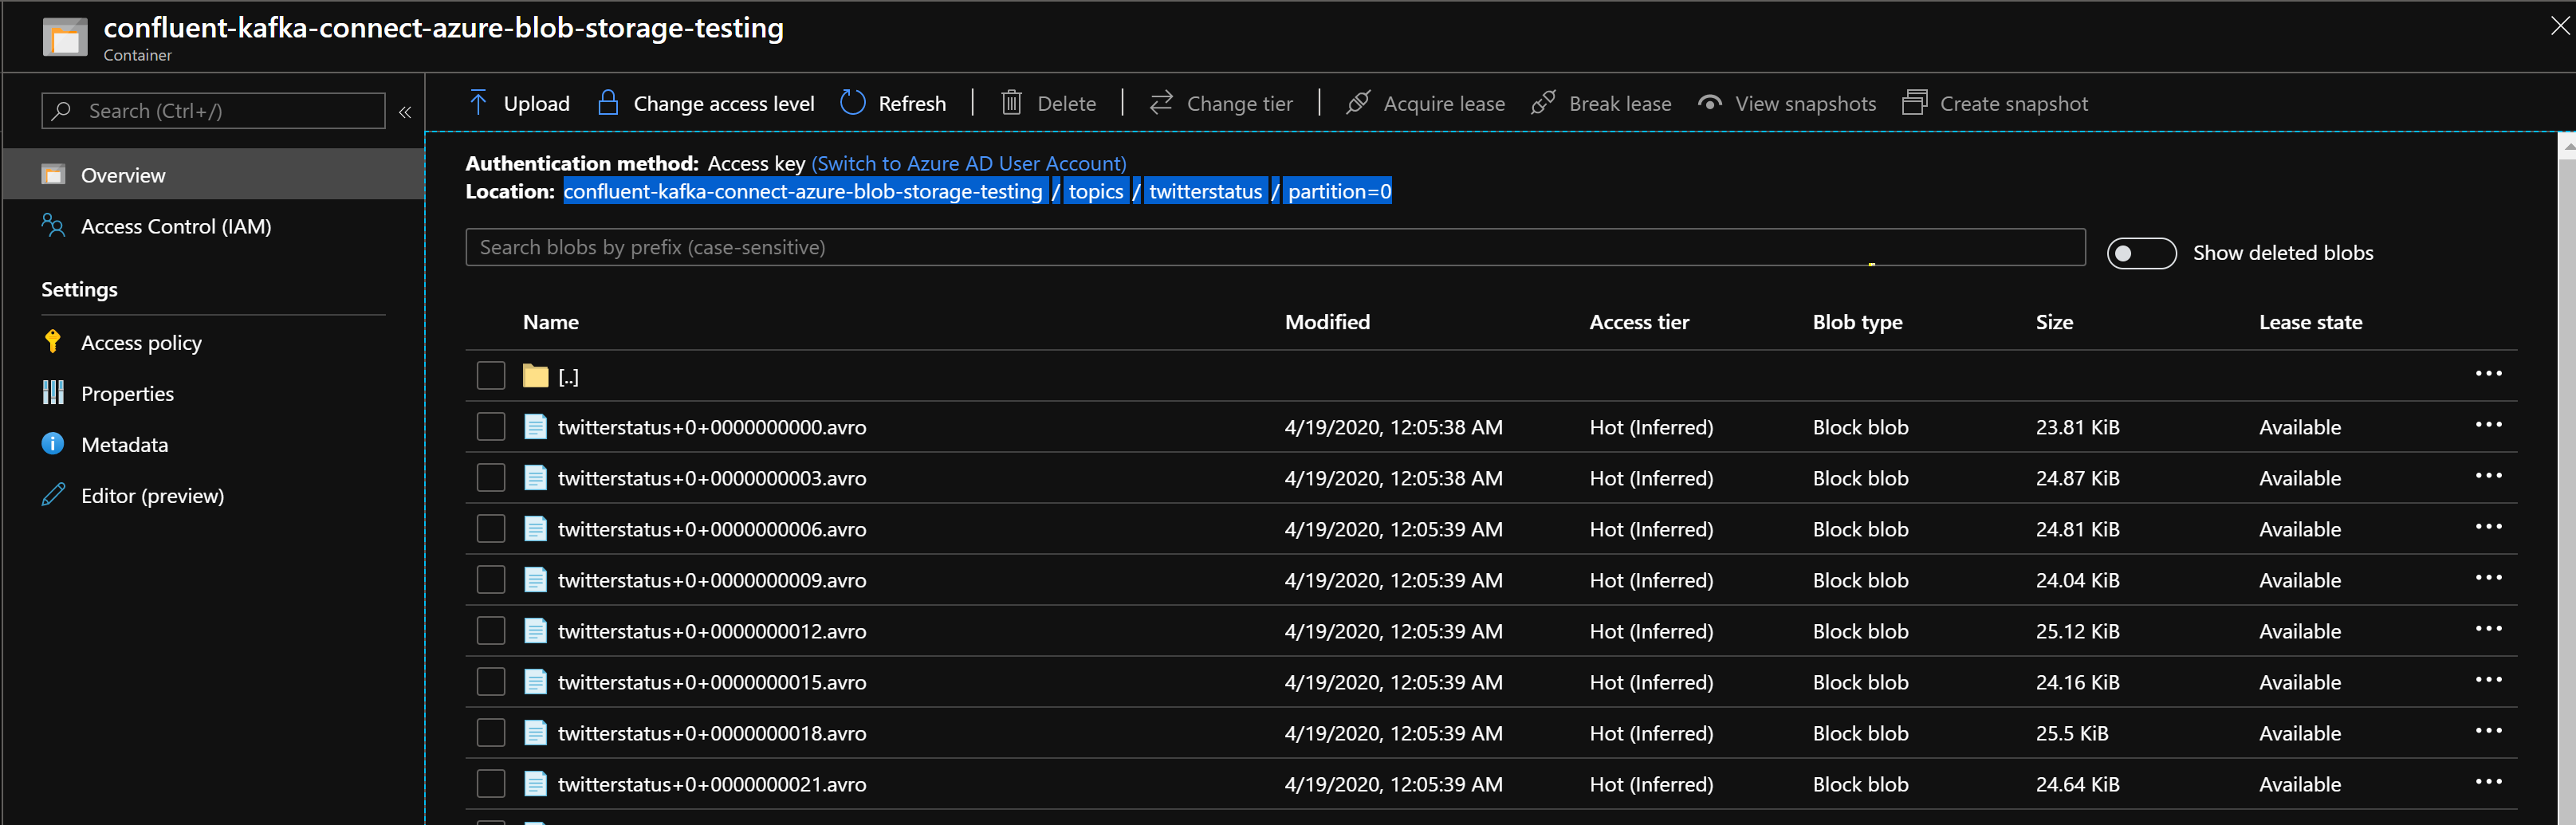 confluent-kafka-connect-azure-blob-storage-testing
Container
Search (Ctrl+/)
Overview
Access Control (IAM)
Settings
Access policy
Properties
Metadata
Editor (preview)
Upload Change access level Refresh Delete Change tier Acquire lease Break lease View snapshots Create snapshot
Authentication method: Access key (Switch to Azure AD User Account)
Location: confluent-kafka-connect-azure-blob-storage-testing / topics / twitterstatus / partition=0
Search blobs by prefix (case-sensitive) Show deleted blobs
Name Modified Access tier Blob type Size Lease state
[..]
twitterstatus+0+0000000000.avro 4/19/2020, 12:05:38 AM Hot (Inferred) Block blob 23.81 KiB Available
twitterstatus+0+0000000003.avro 4/19/2020, 12:05:38 AM Hot (Inferred) Block blob 24.87 KiB Available
twitterstatus+0+0000000006.avro 4/19/2020, 12:05:39 AM Hot (Inferred) Block blob 24.81 KiB Available
twitterstatus+0+0000000009.avro 4/19/2020, 12:05:39 AM Hot (Inferred) Block blob 24.04 KiB Available
twitterstatus+0+0000000012.avro 4/19/2020, 12:05:39 AM Hot (Inferred) Block blob 25.12 KiB Available
twitterstatus+0+0000000015.avro 4/19/2020, 12:05:39 AM Hot (Inferred) Block blob 24.16 KiB Available
twitterstatus+0+0000000018.avro 4/19/2020, 12:05:39 AM Hot (Inferred) Block blob 25.5 KiB Available
twitterstatus+0+0000000021.avro 4/19/2020, 12:05:39 AM Hot (Inferred) Block blob 24.64 KiB Available